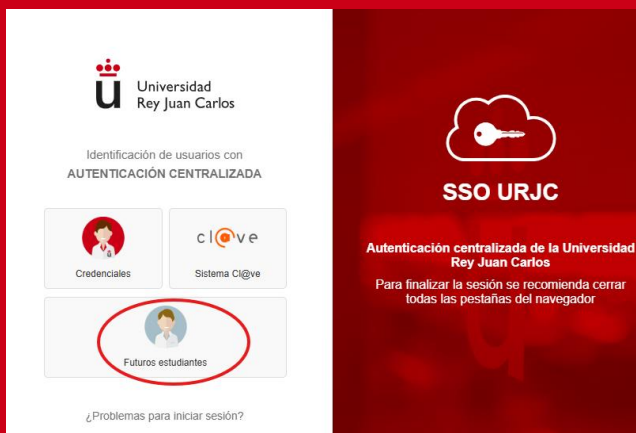 Universidad
Rey Juan Carlos
Identificación de usuarios con
AUTENTICACIÓN CENTRALIZADA
Credenciales
cl@ve
Sistema Cl@ve
Futuros estudiantes
¿Problemas para iniciar sesión?
SSO URJC
Autenticación centralizada de la Universidad
Rey Juan Carlos
Para finalizar la sesión se recomienda cerrar
todas las pestañas del navegador